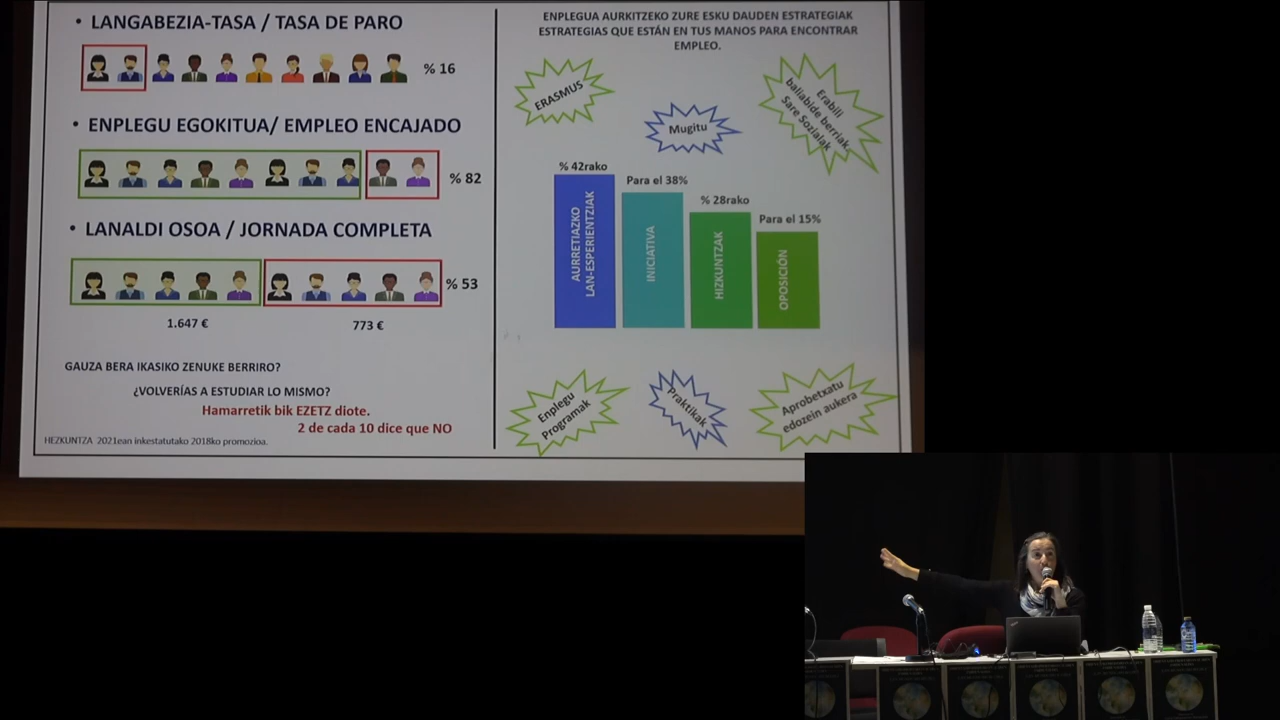 • LANGABEZIA-TASA / TASA DE PARO
% 16
• ENPLEGU EGOKITUA/ EMPLEO ENCAJADO
% 82
• LANALDI OSOA / JORNADA COMPLETA
% 53
1.647 €
773 €
GAUZA BERA IKASIKO ZENUKE BERRIRO?
¿VOLVERÍAS A ESTUDIAR LO MISMO?
Hamarretik bik EZETZ diote.
2 de cada 10 dice que NO
HEZKUNTZA 2021ean inkestatutako 2018ko promozioa.
ENPLEGUA AURKITZEKO ZURE ESKU DAUDEN ESTRATEGIAK
ESTRATEGIAS QUE ESTÁN EN TUS MANOS PARA ENCONTRAR
EMPLEO.
ERASMUS
Mugitu
Erabili
baliabide berriak
Sare Sozialak
% 42rako
AURRETIAZKO
LAN-ESPERIENTZIAK
Para el 38%
INICIATIVA
% 28rako
HIZKUNTZAK
Para el 15%
OPOSICIÓN
Enplegu
Programak
Praktikak
Aprobetxatu
edozein aukera